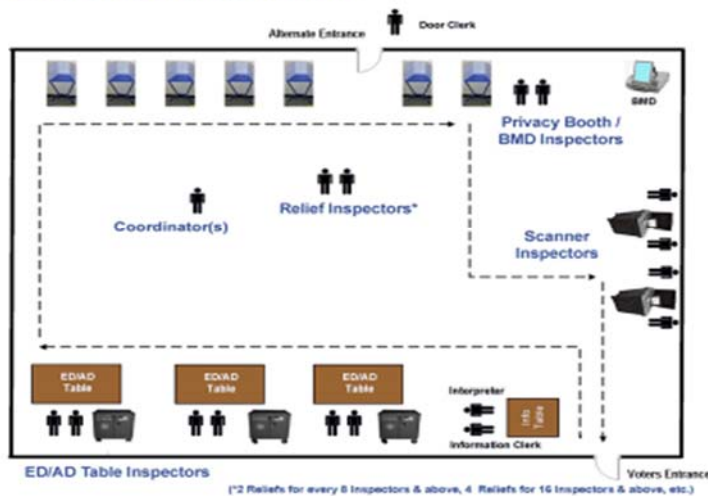 Door Clerk
Alternate Entrance
BMD
Privacy Booth /
BMD Inspectors
Relief Inspectors*
Coordinator(s)
Scanner
Inspectors
ED/AD
Table
ED/AD
Table
ED/AD
Table
Interpreter
Info
Table
Information Clerk
ED/AD Table Inspectors
Voters Entrance
(*2 Reliefs for every 8 Inspectors & above, 4 Reliefs for 16 Inspectors & above, etc.)